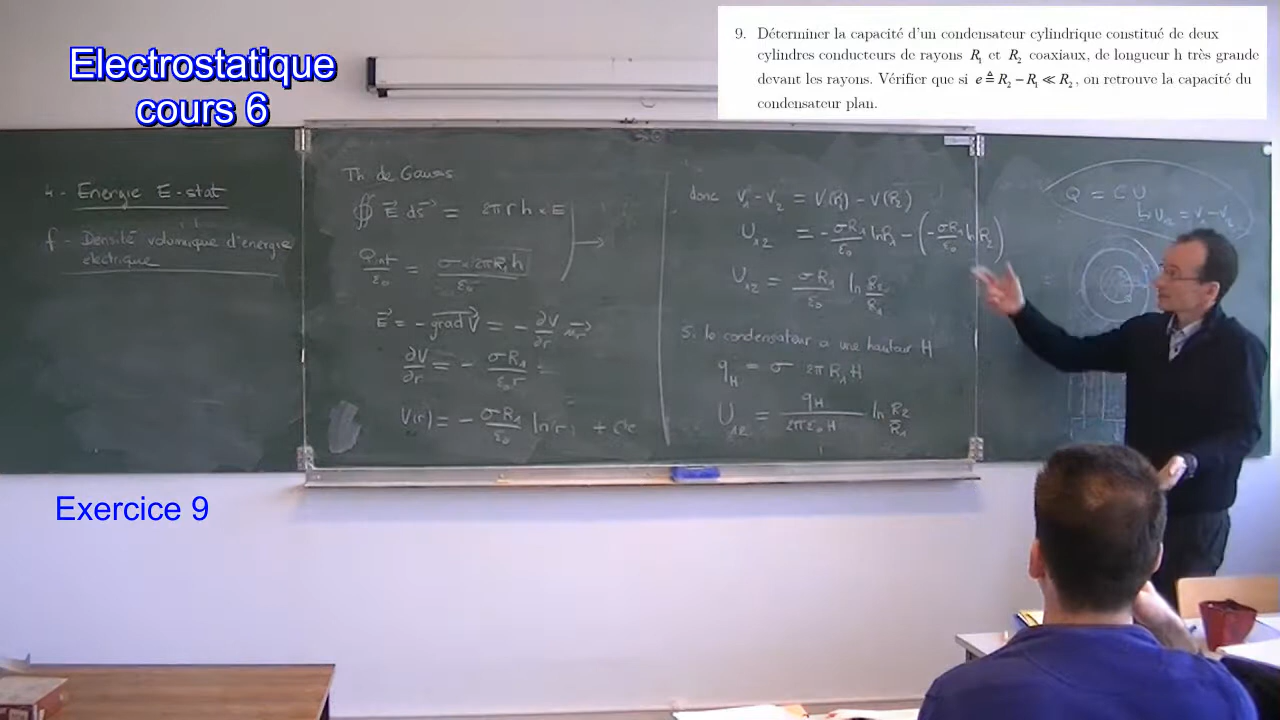 Electrostatique
cours 6
9. Déterminer la capacité d'un condensateur cylindrique constitué de deux
cylindres conducteurs de rayons R₁ et R₂ coaxiaux, de longueur h très grande
devant les rayons. Vérifier que si e ≜ R₂ − R₁ ≪ R₂, on retrouve la capacité du
condensateur plan.
4 - Energie E-stat
f - Densité volumique d'énergie
électrique
Th de Gauss
∯ E⃗ dS⃗ = 2πrh × E
Qint/ε₀ = σ × 2πR₁h/ε₀
E⃗ = − grad⃗ V = − ∂V/∂r u⃗r
∂V/∂r = − σR₁/ε₀r
V(r) = − σR₁/ε₀ ln(r) + Cte
donc V₁ − V₂ = V(R₁) − V(R₂)
U₁₂ = − σR₁/ε₀ lnR₁ − (− σR₁/ε₀ ln R₂)
U₁₂ = σR₁/ε₀ ln R₂/R₁
S. le condensateur a une hauteur H
qH = σ 2πR₁H
U₁₂ = qH/2πε₀H ln R₂/R₁
Q = C U
↳ U₁₂ = V₁ − V₂
Exercice 9